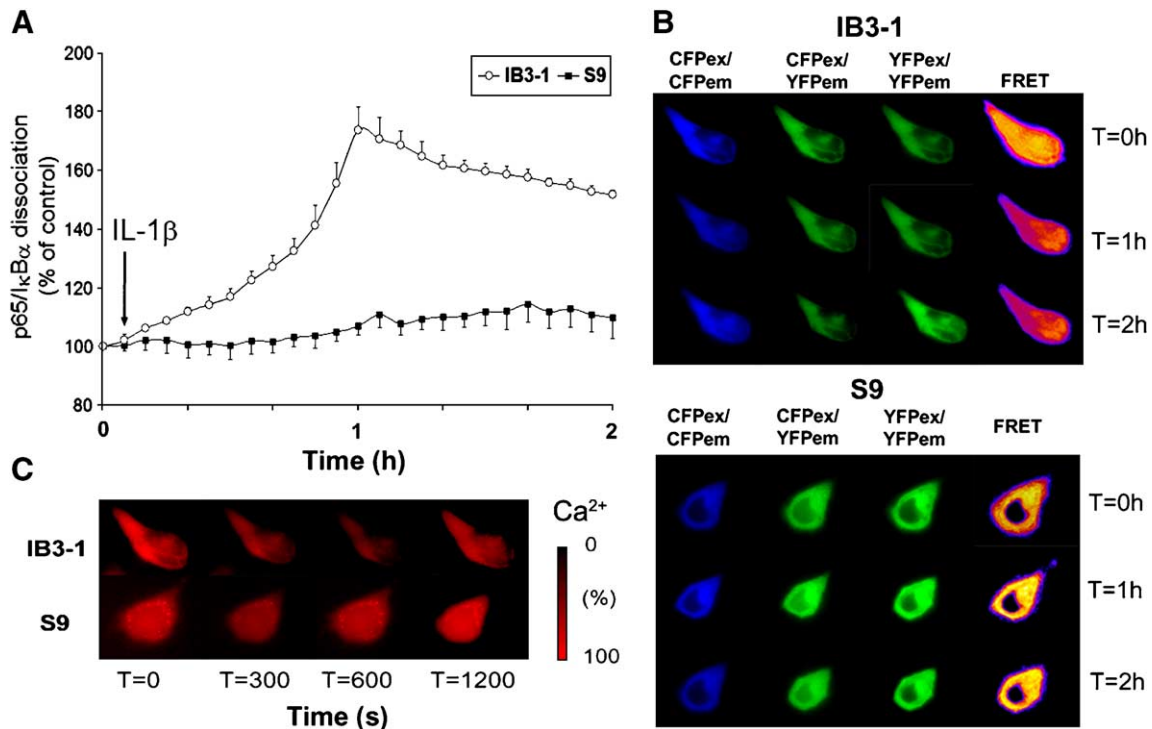 A
200
180
160
140
120
100
80
p65/IκBα dissociation
(% of control)
IB3-1 S9
IL-1β
0 1 2
Time (h)
B
IB3-1
CFPex/ CFPex/ YFPex/
CFPem YFPem YFPem FRET
T=0h
T=1h
T=2h
S9
CFPex/ CFPex/ YFPex/
CFPem YFPem YFPem FRET
T=0h
T=1h
T=2h
C
IB3-1
S9
T=0 T=300 T=600 T=1200
Time (s)
Ca²⁺
0
(%)
100